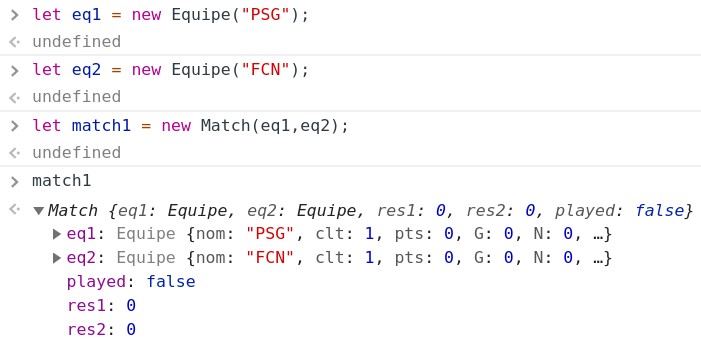 let eq1 = new Equipe("PSG");
undefined
let eq2 = new Equipe("FCN");
undefined
let match1 = new Match(eq1,eq2);
undefined
match1
Match {eq1: Equipe, eq2: Equipe, res1: 0, res2: 0, played: false}
eq1: Equipe {nom: "PSG", clt: 1, pts: 0, G: 0, N: 0, …}
eq2: Equipe {nom: "FCN", clt: 1, pts: 0, G: 0, N: 0, …}
played: false
res1: 0
res2: 0